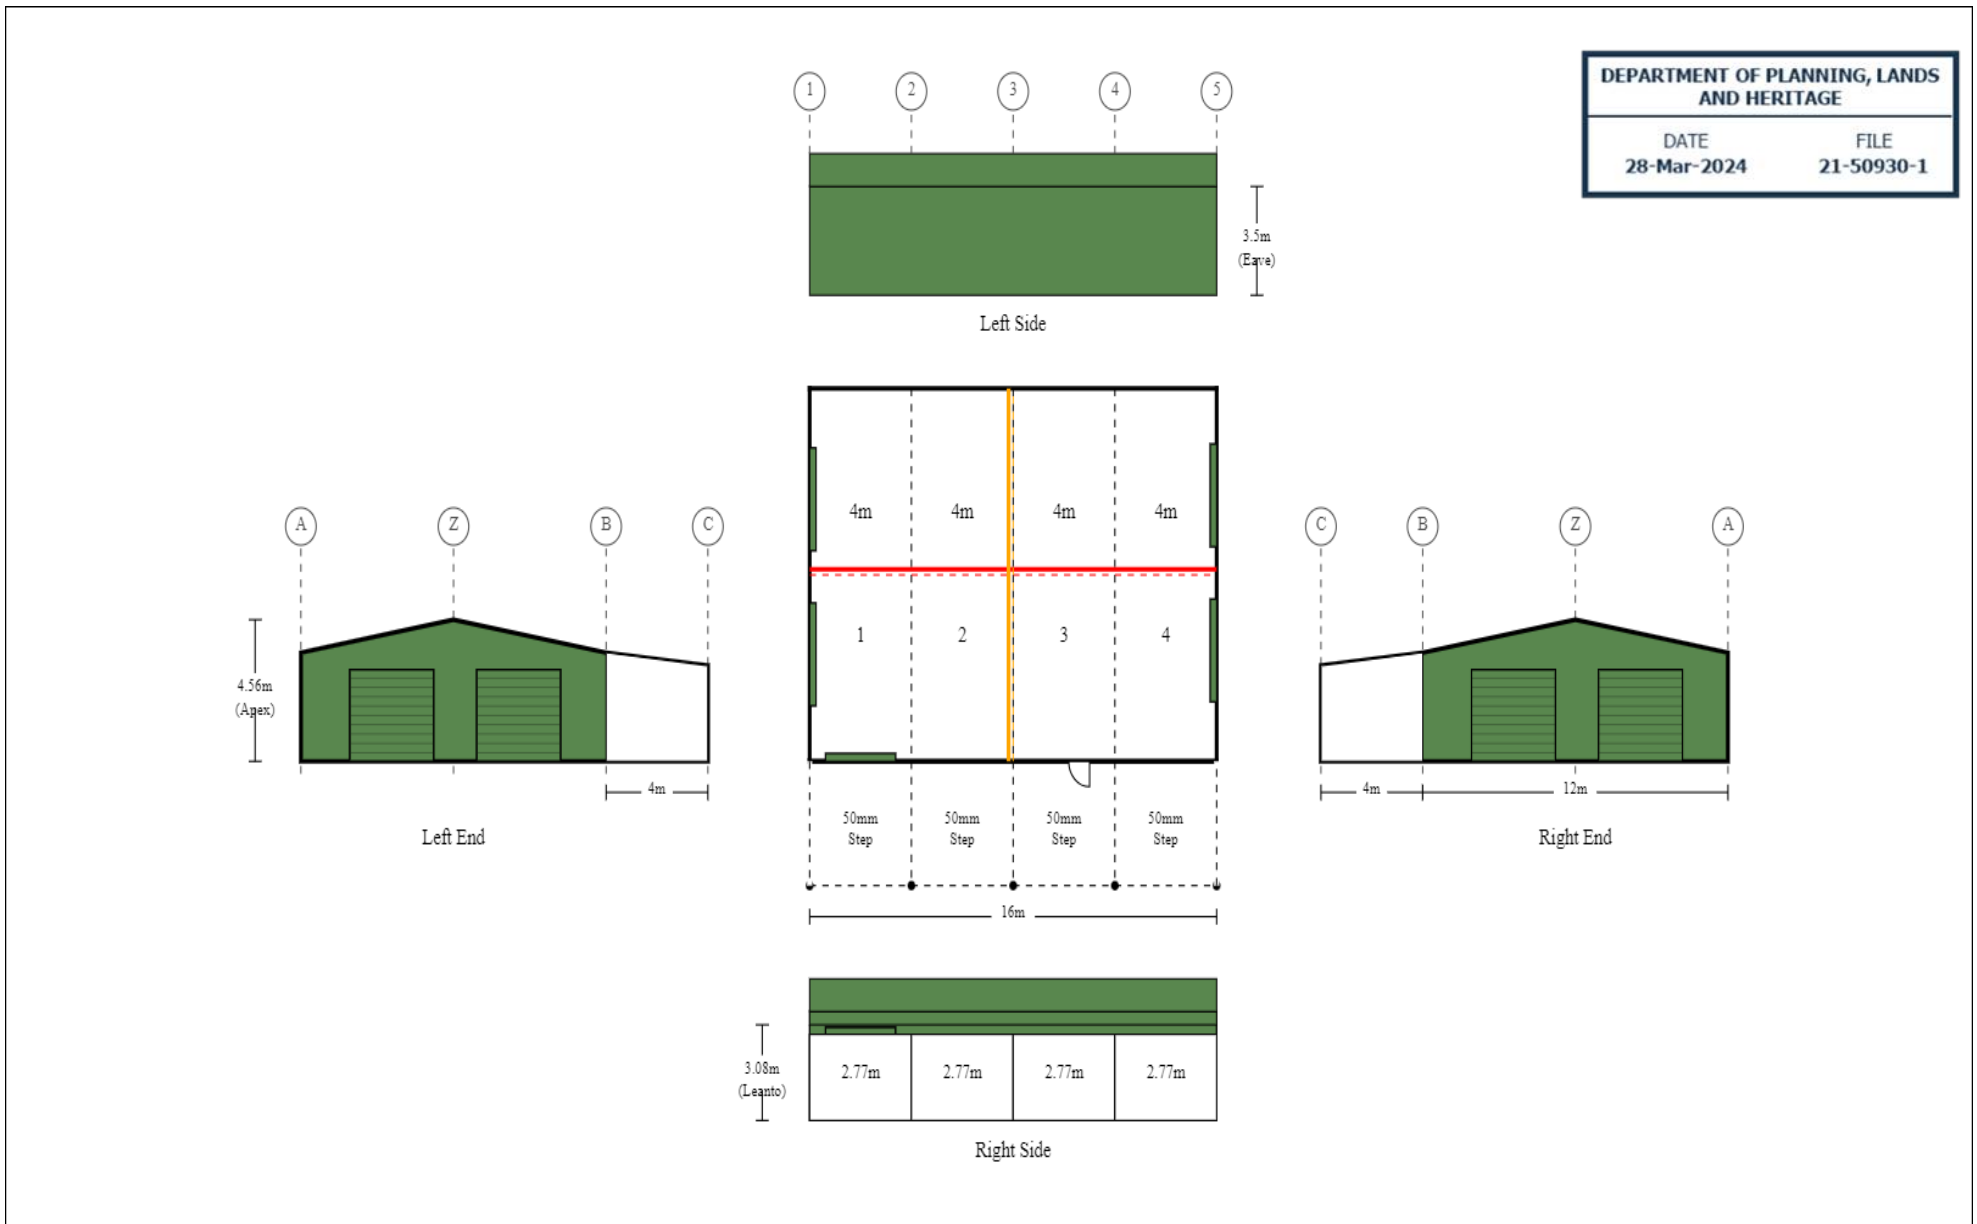 DEPARTMENT OF PLANNING, LANDS
AND HERITAGE
DATE FILE
28-Mar-2024 21-50930-1
1 2 3 4 5
3.5m
(Eave)
Left Side
A Z B C
4.56m
(Apex)
4m
Left End
4m 4m 4m 4m
1 2 3 4
50mm 50mm 50mm 50mm
Step Step Step Step
16m
C B Z A
4m 12m
Right End
3.08m
(Leanto)
2.77m 2.77m 2.77m 2.77m
Right Side